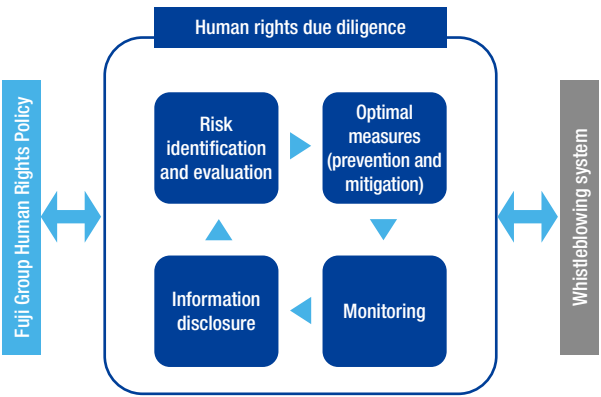 Human rights due diligence
Fuji Group Human Rights Policy
Risk
identification
and evaluation
Optimal
measures
(prevention and
mitigation)
Information
disclosure
Monitoring
Whistleblowing system